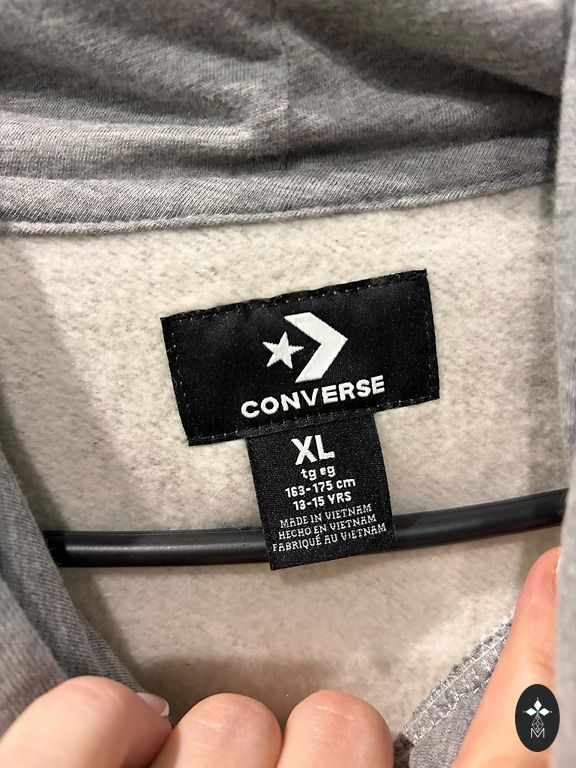 CONVERSE
XL
tg eg
163-175 cm
13-15 YRS
MADE IN VIETNAM
HECHO EN VIETNAM
FABRIQUÉ AU VIETNAM
M